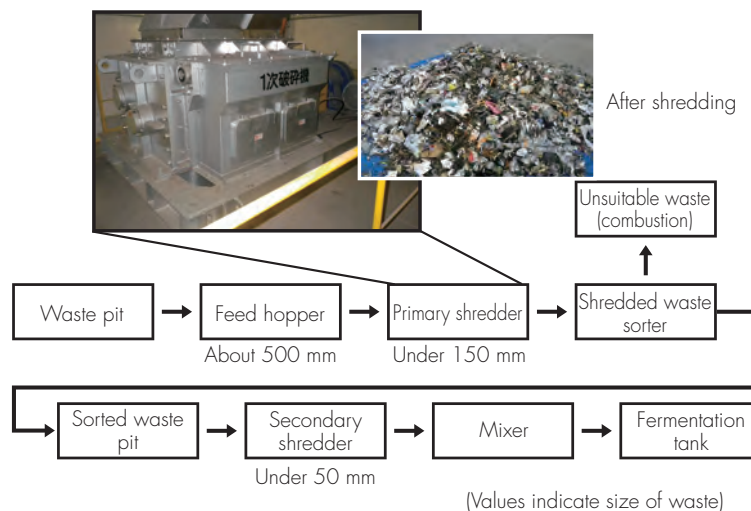 1次破砕機
After shredding
Unsuitable waste
(combustion)
Waste pit
Feed hopper
Primary shredder
Shredded waste
sorter
About 500 mm
Under 150 mm
Sorted waste
pit
Secondary
shredder
Mixer
Fermentation
tank
Under 50 mm
(Values indicate size of waste)